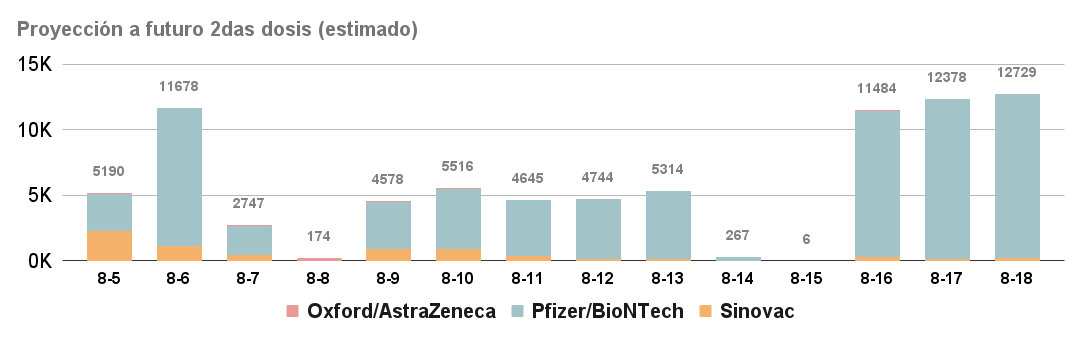 Proyección a futuro 2das dosis (estimado)
15K
10K
5K
0K
5190
11678
2747
174
4578
5516
4645
4744
5314
267
6
11484
12378
12729
8-5 8-6 8-7 8-8 8-9 8-10 8-11 8-12 8-13 8-14 8-15 8-16 8-17 8-18
Oxford/AstraZeneca Pfizer/BioNTech Sinovac